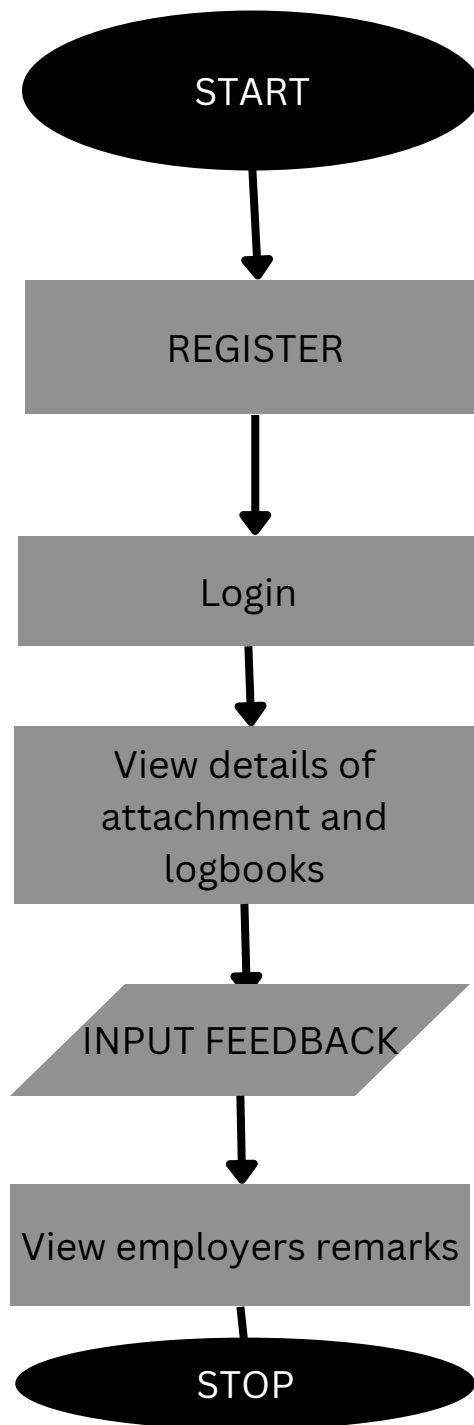 START
REGISTER
Login
View details of
attachment and
logbooks
INPUT FEEDBACK
View employers remarks
STOP